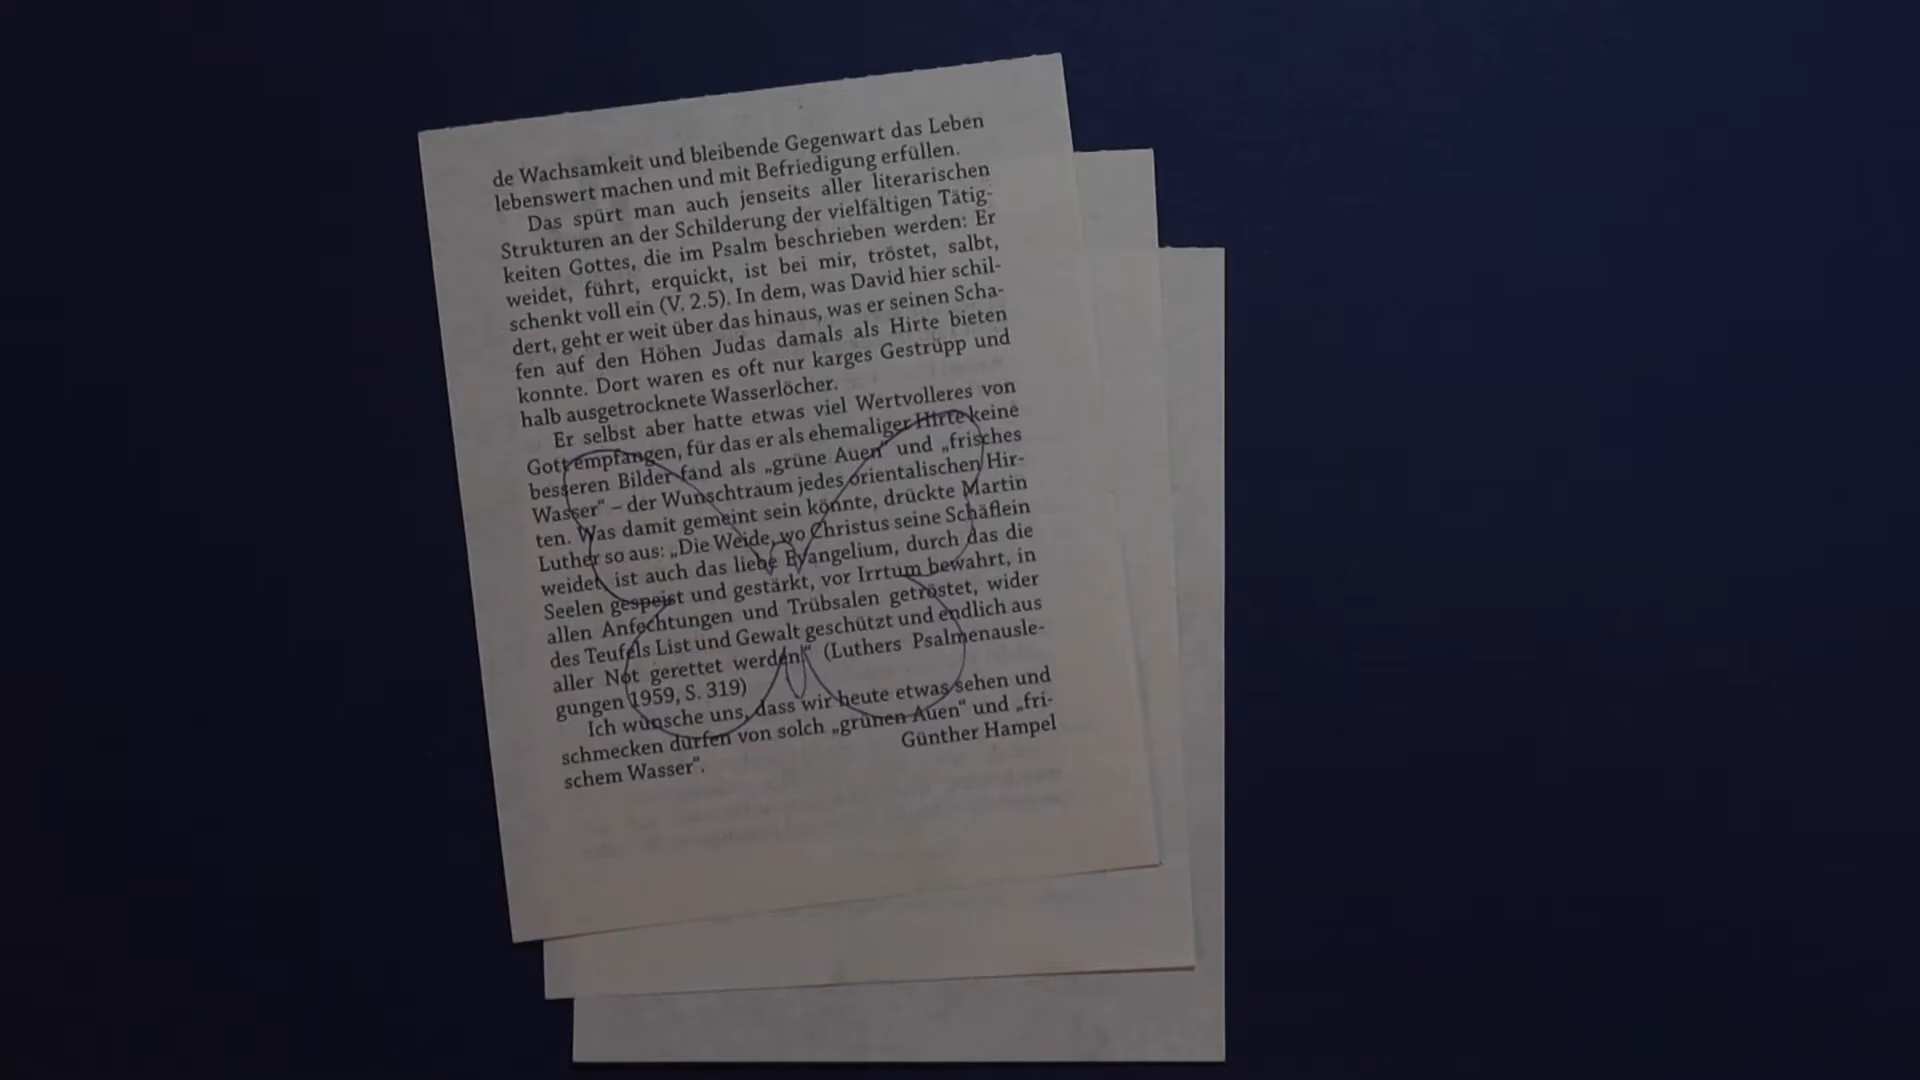 de Wachsamkeit und bleibende Gegenwart das Leben
lebenswert machen und mit Befriedigung erfüllen.
Das spürt man auch jenseits aller literarischen
Strukturen an der Schilderung der vielfältigen Tätig-
keiten Gottes, die im Psalm beschrieben werden: Er
weidet, führt, erquickt, ist bei mir, tröstet, salbt,
schenkt voll ein (V. 2.5). In dem, was David hier schil-
dert, geht er weit über das hinaus, was er seinen Scha-
fen auf den Höhen Judas damals als Hirte bieten
konnte. Dort waren es oft nur karges Gestrüpp und
halb ausgetrocknete Wasserlöcher.
Er selbst aber hatte etwas viel Wertvolleres von
Gott empfangen, für das er als ehemaliger Hirte keine
besseren Bilder fand als „grüne Auen“ und „frisches
Wasser“ – der Wunschtraum jedes orientalischen Hir-
ten. Was damit gemeint sein könnte, drückte Martin
Luther so aus: „Die Weide, wo Christus seine Schäflein
weidet, ist auch das liebe Evangelium, durch das die
Seelen gespeist und gestärkt, vor Irrtum bewahrt, in
allen Anfechtungen und Trübsalen getröstet, wider
des Teufels List und Gewalt geschützt und endlich aus
aller Not gerettet werden!“ (Luthers Psalmenausle-
gungen 1959, S. 319)
Ich wünsche uns, dass wir heute etwas sehen und
schmecken dürfen von solch „grünen Auen“ und „fri-
schem Wasser“.
Günther Hampel